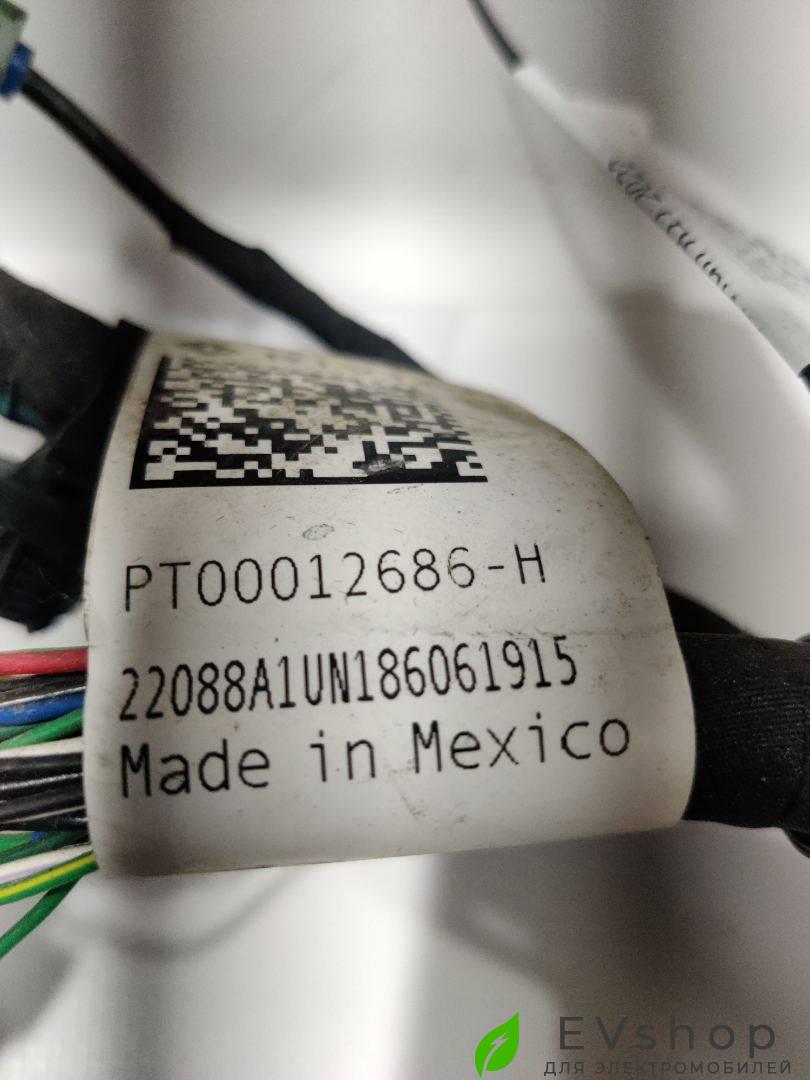 PT00012686-H
22088A1UN186061915
Made in Mexico
EVshop
ДЛЯ ЭЛЕКТРОМОБИЛЕЙ